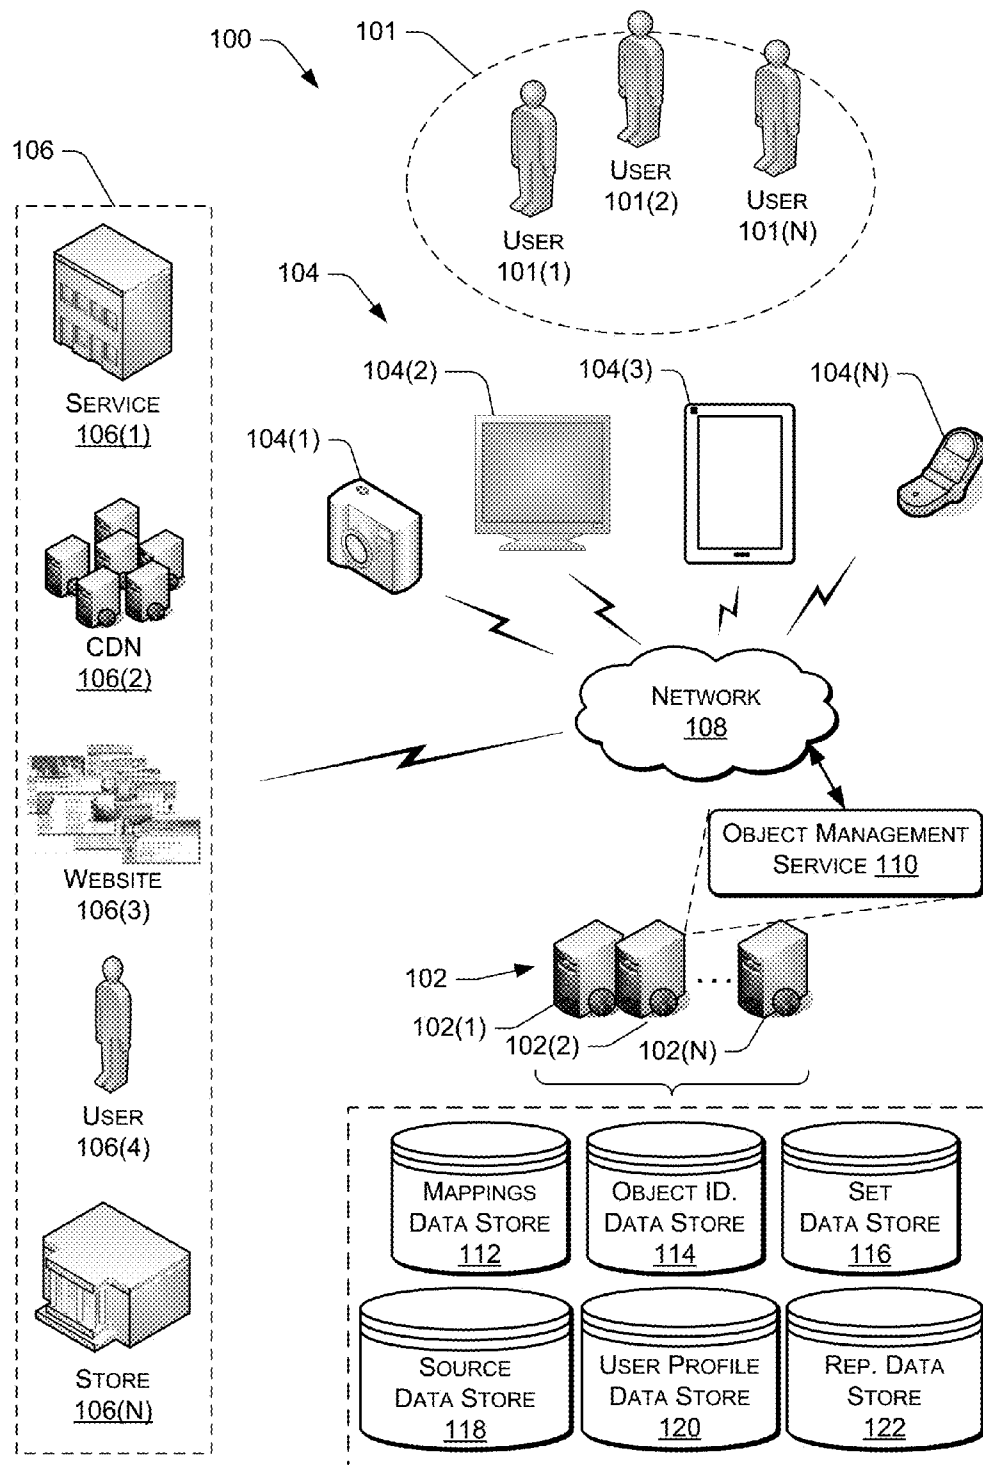 100
101
USER
101(1)
USER
101(2)
USER
101(N)
106
SERVICE
106(1)
CDN
106(2)
WEBSITE
106(3)
USER
106(4)
STORE
106(N)
104
104(1)
104(2)
104(3)
104(N)
NETWORK
108
OBJECT MANAGEMENT
SERVICE 110
102
...
102(1)
102(2)
102(N)
MAPPINGS
DATA STORE
112
OBJECT ID.
DATA STORE
114
SET
DATA STORE
116
SOURCE
DATA STORE
118
USER PROFILE
DATA STORE
120
REP. DATA
STORE
122